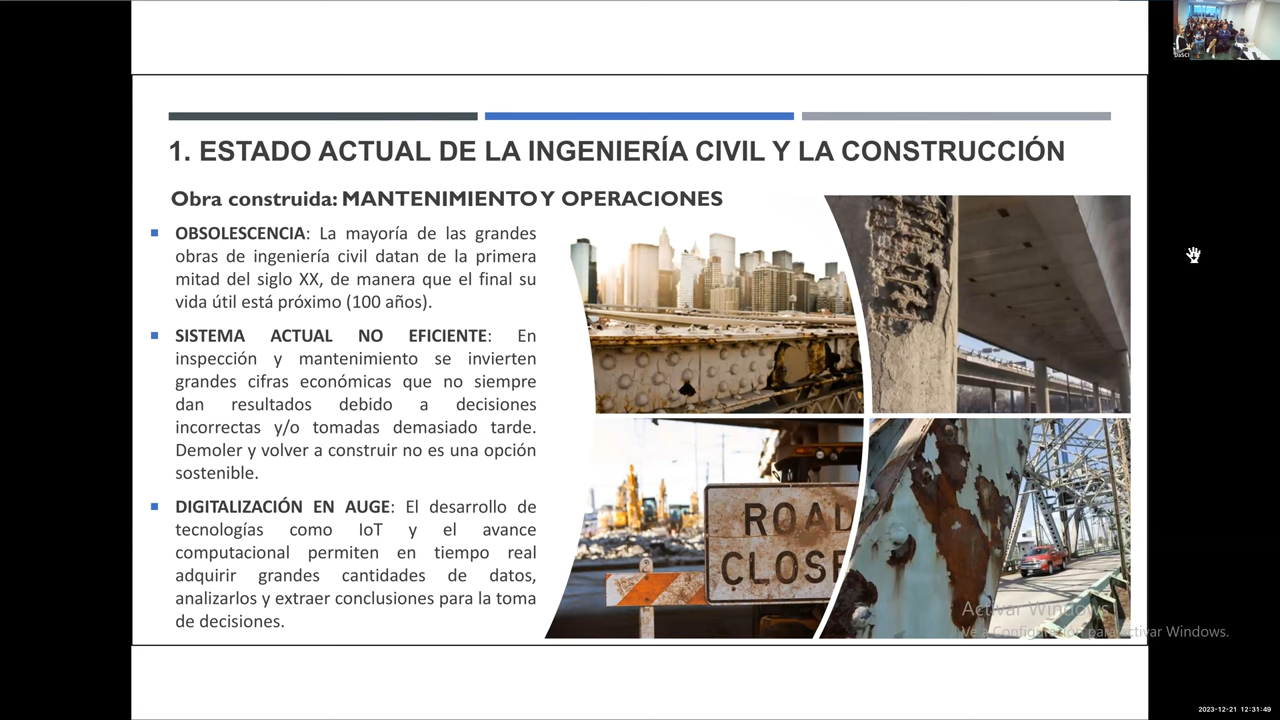 DaSCI
1. ESTADO ACTUAL DE LA INGENIERÍA CIVIL Y LA CONSTRUCCIÓN
Obra construida: MANTENIMIENTO Y OPERACIONES
OBSOLESCENCIA: La mayoría de las grandes
obras de ingeniería civil datan de la primera
mitad del siglo XX, de manera que el final su
vida útil está próximo (100 años).
SISTEMA ACTUAL NO EFICIENTE: En
inspección y mantenimiento se invierten
grandes cifras económicas que no siempre
dan resultados debido a decisiones
incorrectas y/o tomadas demasiado tarde.
Demoler y volver a construir no es una opción
sostenible.
DIGITALIZACIÓN EN AUGE: El desarrollo de
tecnologías como IoT y el avance
computacional permiten en tiempo real
adquirir grandes cantidades de datos,
analizarlos y extraer conclusiones para la toma
de decisiones.
ROAD
CLOSE
Activar Windows
Ve a Configuración para activar Windows.
2023-12-21 12:31:49